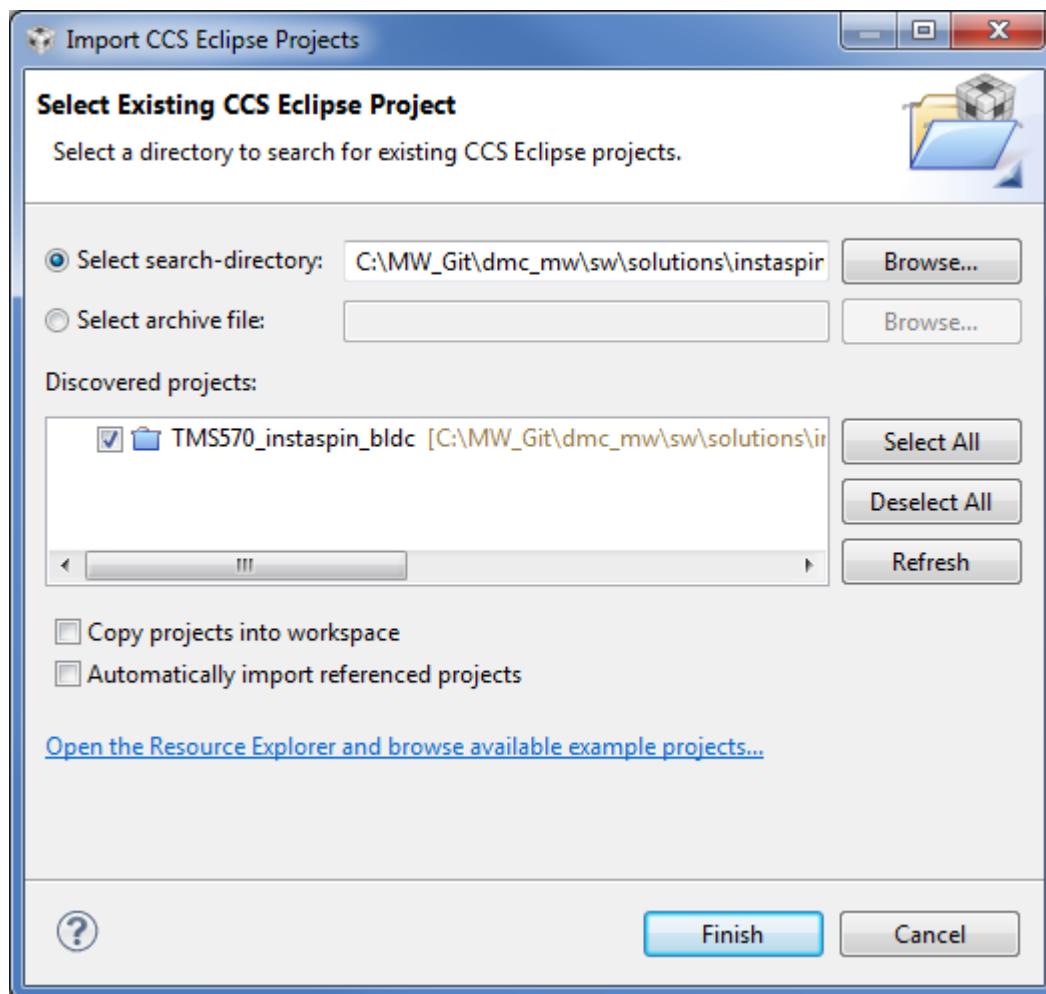 Import CCS Eclipse Projects
Select Existing CCS Eclipse Project
Select a directory to search for existing CCS Eclipse projects.
Select search-directory: C:\MW_Git\dmc_mw\sw\solutions\instaspin Browse...
Select archive file: Browse...
Discovered projects:
TMS570_instaspin_bldc [C:\MW_Git\dmc_mw\sw\solutions\ir Select All
Deselect All
Refresh
Copy projects into workspace
Automatically import referenced projects
Open the Resource Explorer and browse available example projects...
? Finish Cancel